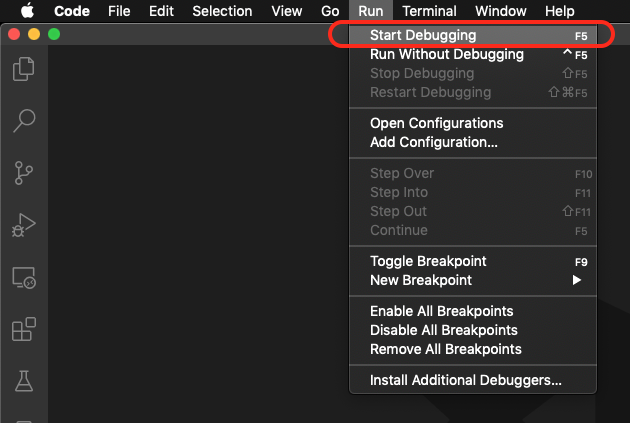 Code File Edit Selection View Go Run Terminal Window Help
Start Debugging F5
Run Without Debugging ^F5
Stop Debugging ⇧F5
Restart Debugging ⇧⌘F5
Open Configurations
Add Configuration...
Step Over F10
Step Into F11
Step Out ⇧F11
Continue F5
Toggle Breakpoint F9
New Breakpoint ▶
Enable All Breakpoints
Disable All Breakpoints
Remove All Breakpoints
Install Additional Debuggers...